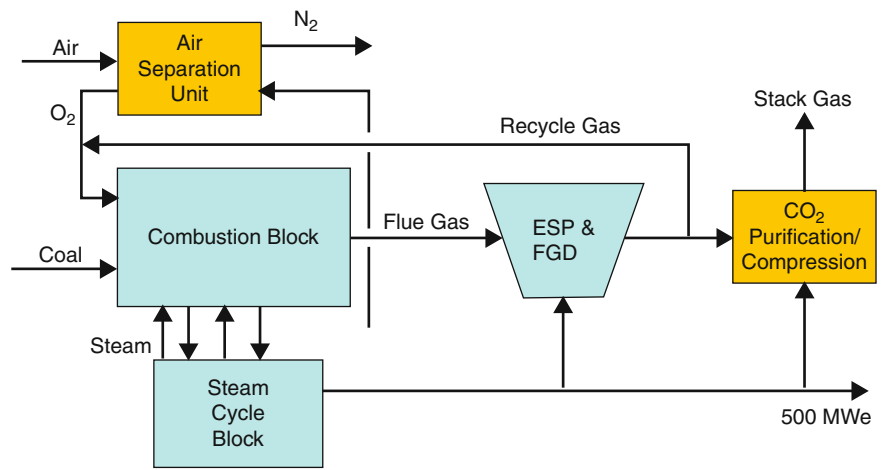 N₂
Air
Air
Separation
Unit
O₂
Stack Gas
Recycle Gas
Combustion Block
Flue Gas
ESP &
FGD
CO₂
Purification/
Compression
Coal
Steam
Steam
Cycle
Block
500 MWe